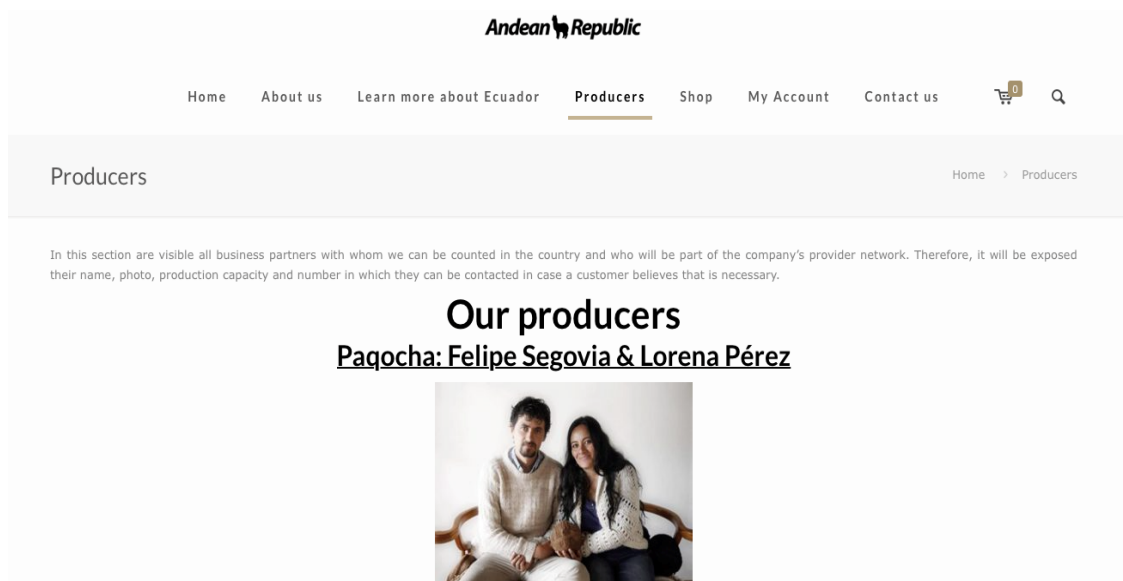 Andean Republic
Home About us Learn more about Ecuador Producers Shop My Account Contact us 0
Producers
Home > Producers
In this section are visible all business partners with whom we can be counted in the country and who will be part of the company’s provider network. Therefore, it will be exposed
their name, photo, production capacity and number in which they can be contacted in case a customer believes that is necessary.
Our producers
Paqocha: Felipe Segovia & Lorena Pérez